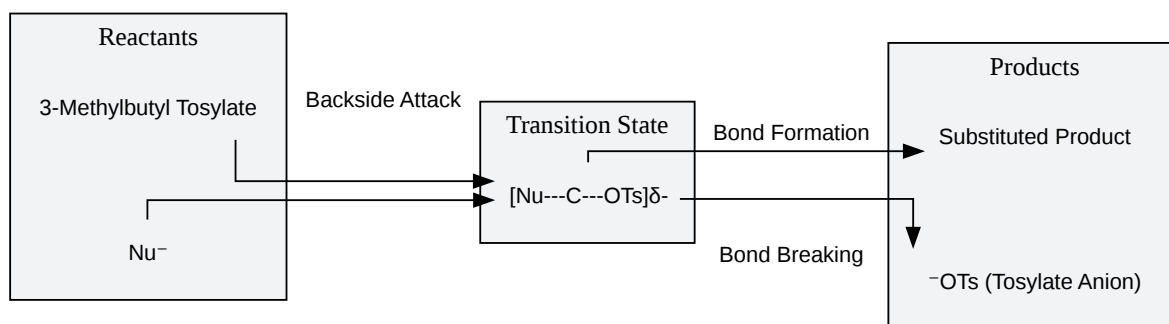 Reactants
3-Methylbutyl Tosylate
Nu⁻
Backside Attack
Transition State
[Nu---C---OTs]δ-
Bond Formation
Bond Breaking
Products
Substituted Product
⁻OTs (Tosylate Anion)